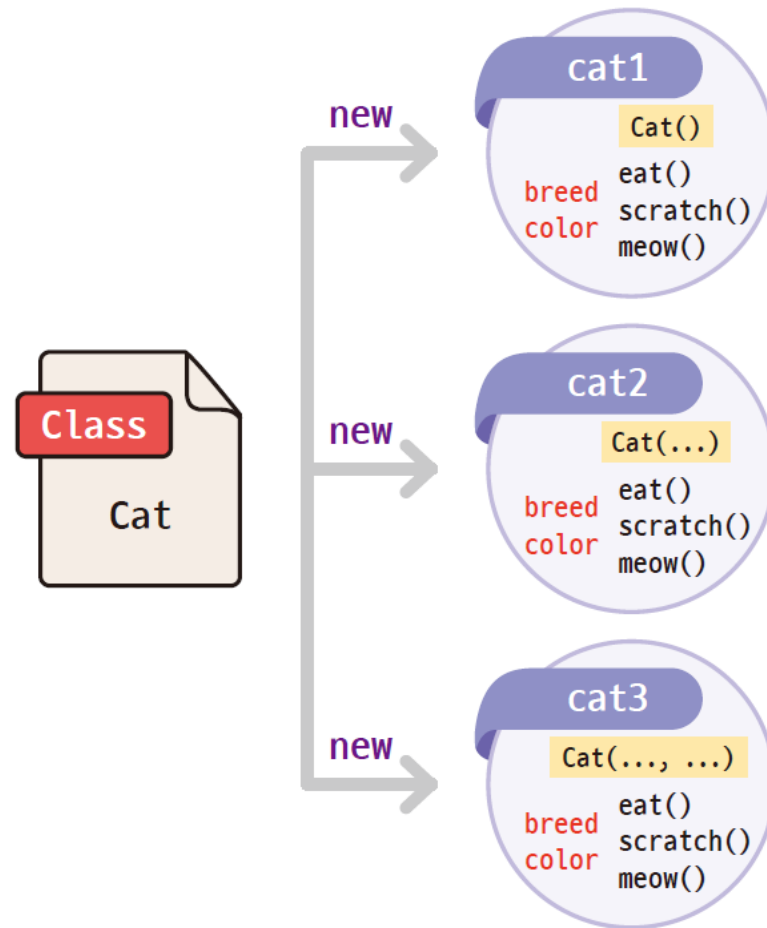 cat1
new
Cat()
breed
color
eat()
scratch()
meow()
Class
Cat
cat2
new
Cat(...)
breed
color
eat()
scratch()
meow()
cat3
new
Cat(..., ...)
breed
color
eat()
scratch()
meow()